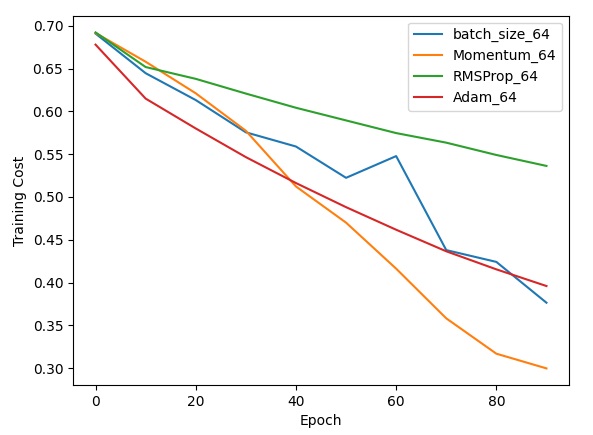 0.70
0.65
0.60
0.55
0.50
0.45
0.40
0.35
0.30
Training Cost
batch_size_64
Momentum_64
RMSProp_64
Adam_64
0 20 40 60 80
Epoch